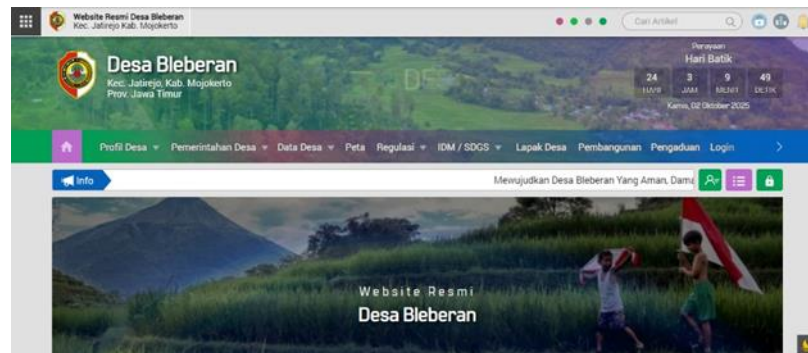 Website Resmi Desa Bleberan
Kec. Jatirejo Kab. Mojokerto
Cari Artikel
Desa Bleberan
Kec. Jatirejo, Kab. Mojokerto
Prov. Jawa Timur
Perayaan
Hari Batik
24 3 9 49
HARI JAM MENIT DETIK
Kamis, 02 Oktober 2025
Profil Desa Pemerintahan Desa Data Desa Peta Regulasi IDM / SDGS Lapak Desa Pembangunan Pengaduan Login
Info
Mewujudkan Desa Bleberan Yang Aman, Dama
Website Resmi
Desa Bleberan